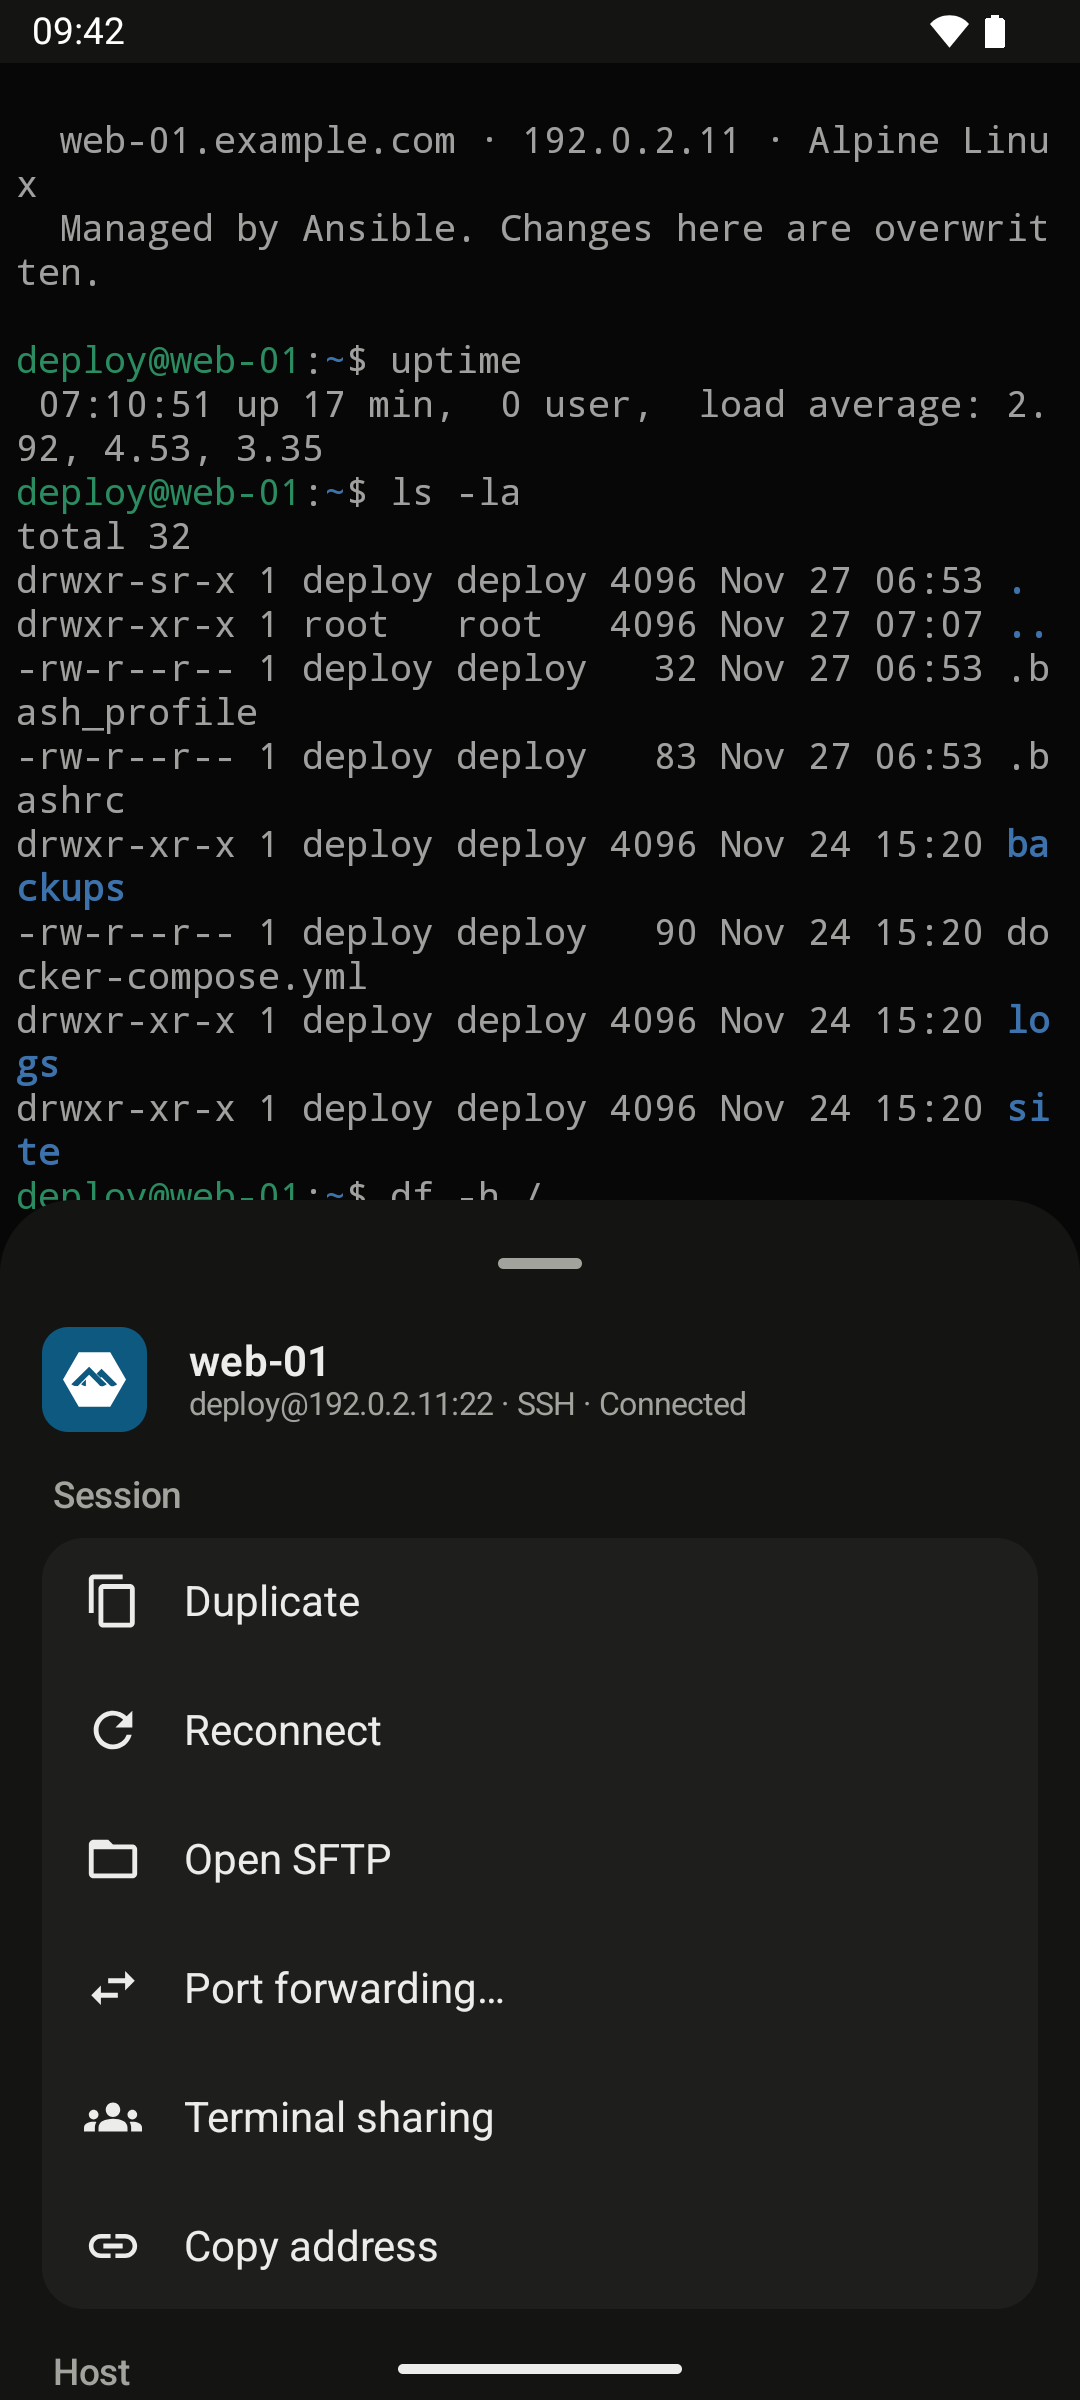 09:42
web-01.example.com · 192.0.2.11 · Alpine Linu
x
Managed by Ansible. Changes here are overwrit
ten.
deploy@web-01:~$ uptime
07:10:51 up 17 min,  0 user,  load average: 2.
92, 4.53, 3.35
deploy@web-01:~$ ls -la
total 32
drwxr-sr-x 1 deploy deploy 4096 Nov 27 06:53 .
drwxr-xr-x 1 root   root   4096 Nov 27 07:07 ..
-rw-r--r-- 1 deploy deploy   32 Nov 27 06:53 .b
ash_profile
-rw-r--r-- 1 deploy deploy   83 Nov 27 06:53 .b
ashrc
drwxr-xr-x 1 deploy deploy 4096 Nov 24 15:20 ba
ckups
-rw-r--r-- 1 deploy deploy   90 Nov 24 15:20 do
cker-compose.yml
drwxr-xr-x 1 deploy deploy 4096 Nov 24 15:20 lo
gs
drwxr-xr-x 1 deploy deploy 4096 Nov 24 15:20 si
te
deploy@web-01:~$ df -h /
web-01
deploy@192.0.2.11:22 · SSH · Connected
Session
Duplicate
Reconnect
Open SFTP
Port forwarding…
Terminal sharing
Copy address
Host